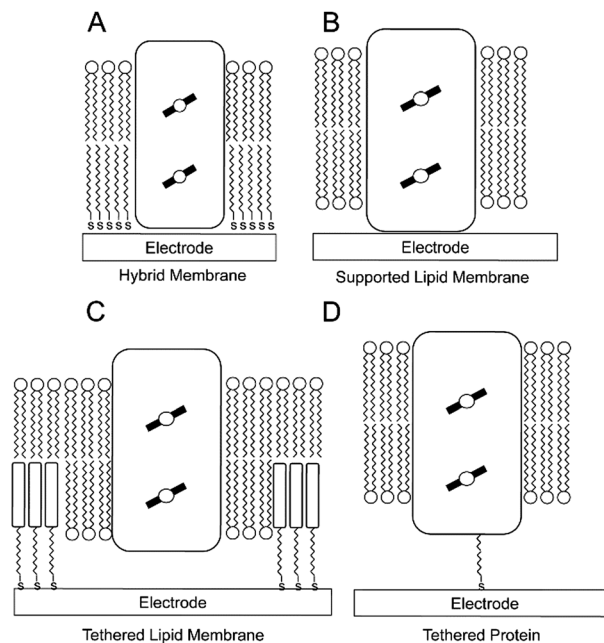 A
B
S S S S S
S S S S S
Electrode
Electrode
Hybrid Membrane
Supported Lipid Membrane
C
D
S S S
S S S
S
Electrode
Electrode
Tethered Lipid Membrane
Tethered Protein